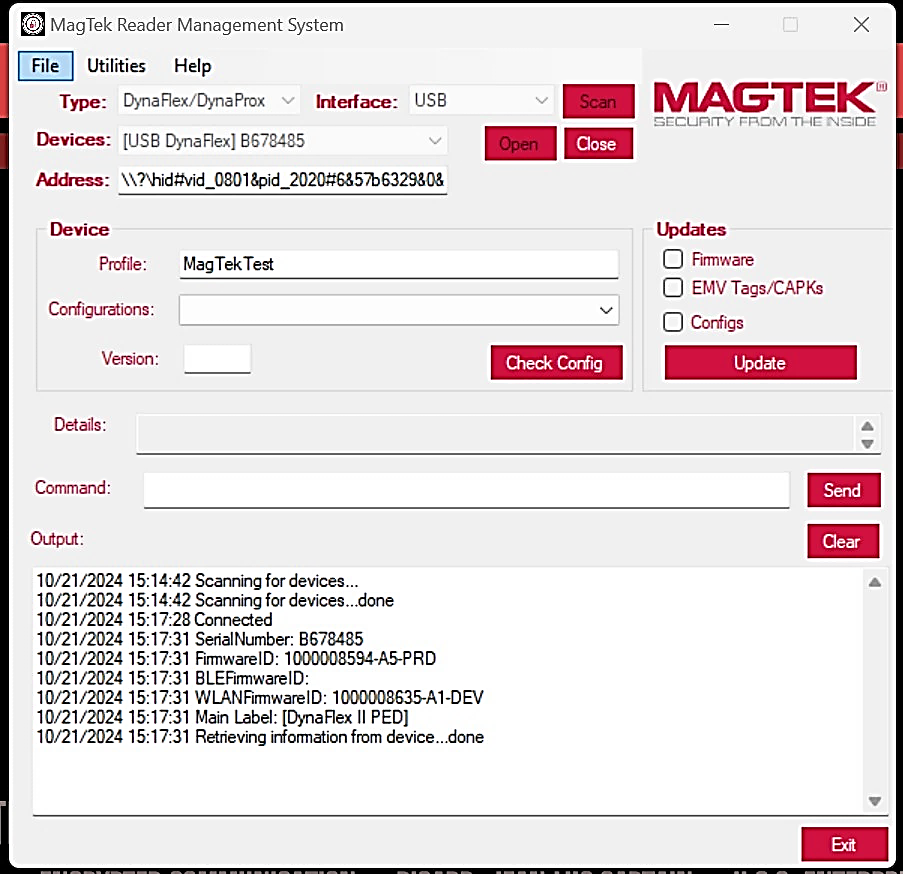 MagTek Reader Management System
File Utilities Help
Type: DynaFlex/DynaProx Interface: USB Scan
MAGTEK®
SECURITY FROM THE INSIDE
Devices: [USB DynaFlex] B678485 Open Close
Address: \\?\hid#vid_0801&pid_2020#6&57b6329&0&
Device
Profile: MagTekTest
Configurations:
Version: Check Config
Updates
Firmware
EMV Tags/CAPKs
Configs
Update
Details:
Command: Send
Output: Clear
10/21/2024 15:14:42 Scanning for devices...
10/21/2024 15:14:42 Scanning for devices...done
10/21/2024 15:17:28 Connected
10/21/2024 15:17:31 SerialNumber: B678485
10/21/2024 15:17:31 FirmwareID: 1000008594-A5-PRD
10/21/2024 15:17:31 BLEFirmwareID:
10/21/2024 15:17:31 WLANFirmwareID: 1000008635-A1-DEV
10/21/2024 15:17:31 Main Label: [DynaFlex II PED]
10/21/2024 15:17:31 Retrieving information from device...done
Exit